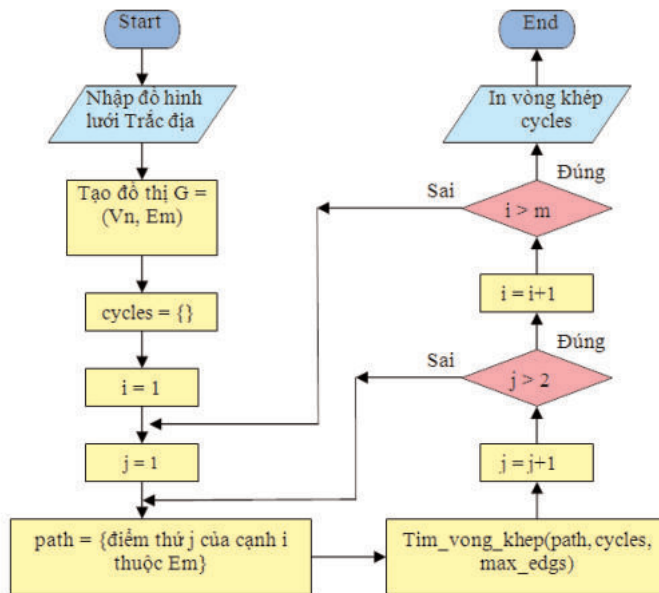 Start
Nhập đồ hình
lưới Trắc địa
Tạo đồ thị G =
(Vn, Em)
cycles = {}
i = 1
j = 1
path = {điểm thứ j của cạnh i
thuộc Em}
Tim_vong_khep(path, cycles,
max_edgs)
j = j+1
j > 2
Sai
Đúng
i = i+1
i > m
Sai
Đúng
In vòng khép
cycles
End